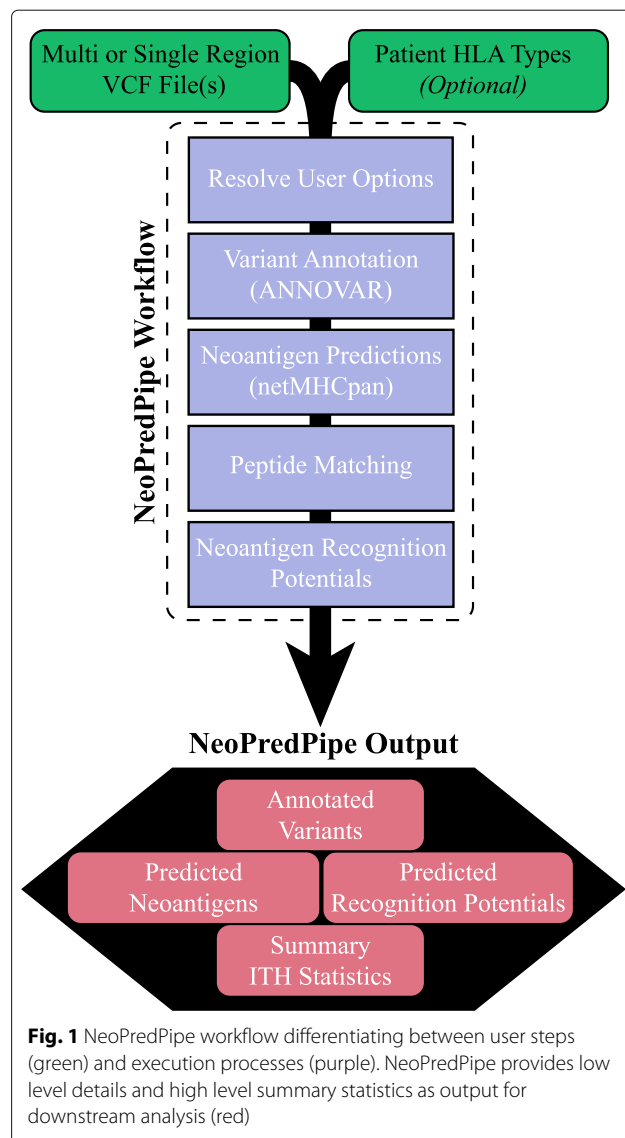 Multi or Single Region
VCF File(s)
Patient HLA Types
(Optional)
NeoPredPipe Workflow
Resolve User Options
Variant Annotation
(ANNOVAR)
Neoantigen Predictions
(netMHCpan)
Peptide Matching
Neoantigen Recognition
Potentials
NeoPredPipe Output
Annotated
Variants
Predicted
Neoantigens
Predicted
Recognition Potentials
Summary
ITH Statistics
Fig. 1 NeoPredPipe workflow differentiating between user steps
(green) and execution processes (purple). NeoPredPipe provides low
level details and high level summary statistics as output for
downstream analysis (red)